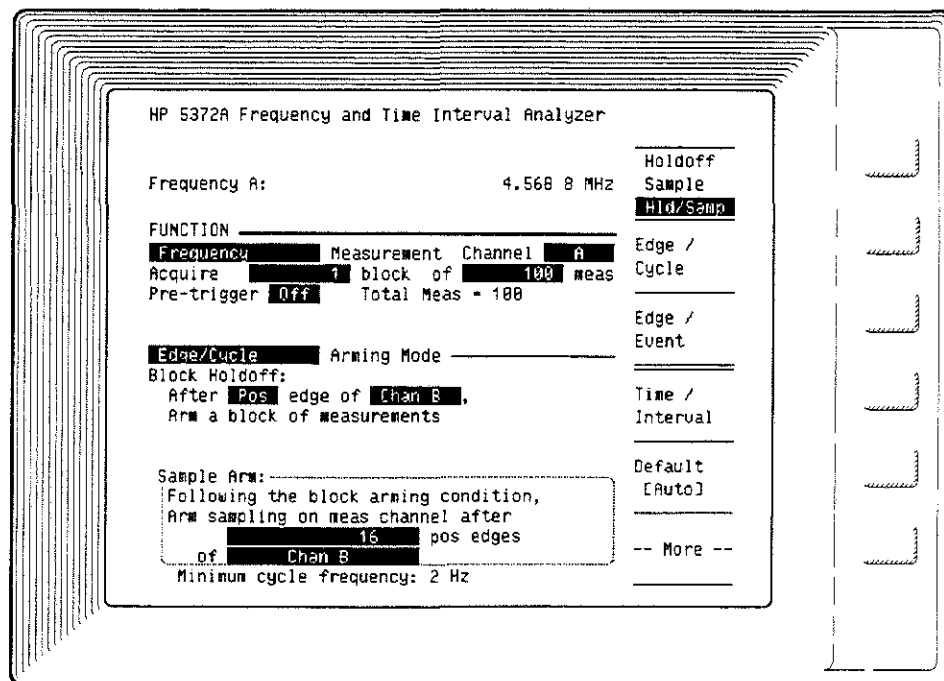 HP 5372A Frequency and Time Interval Analyzer
Frequency A: 4.568 8 MHz
FUNCTION
Frequency Measurement Channel A
Acquire 1 block of 100 meas
Pre-trigger Off Total Meas = 100
Edge/Cycle Arming Mode
Block Holdoff:
After Pos edge of Chan B ,
Arm a block of measurements
Sample Arm:
Following the block arming condition,
Arm sampling on meas channel after
16 pos edges
of Chan B
Minimum cycle frequency: 2 Hz
Holdoff
Sample
Hld/Samp
Edge /
Cycle
Edge /
Event
Time /
Interval
Default
[Auto]
-- More --